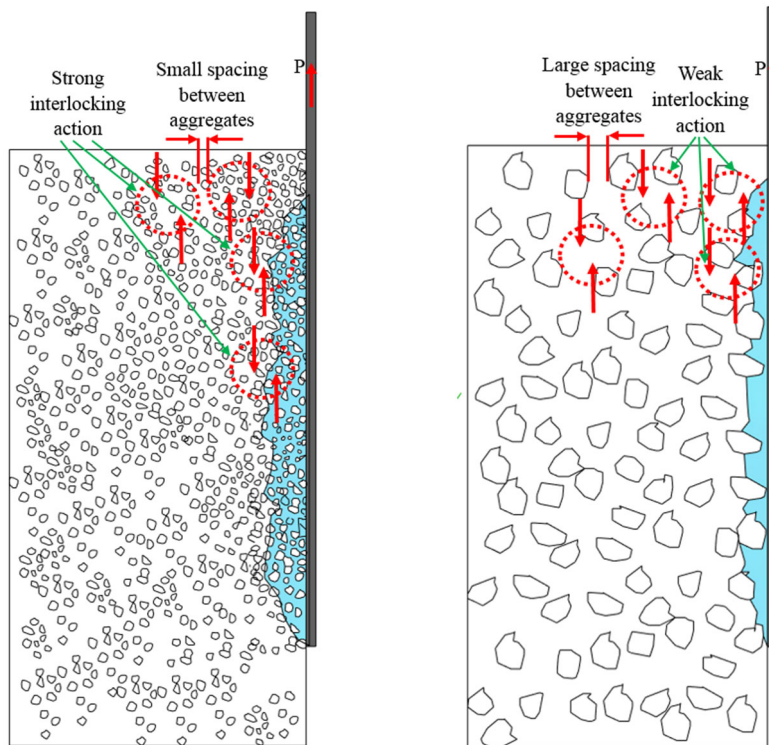 Strong
interlocking
action
Small spacing
between
aggregates
P
Large spacing
between
aggregates
Weak
interlocking
action
P